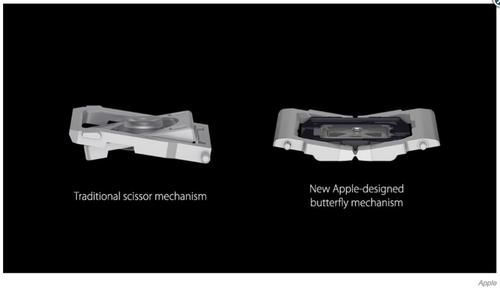 Traditional scissor mechanism
New Apple-designed
butterfly mechanism
Apple